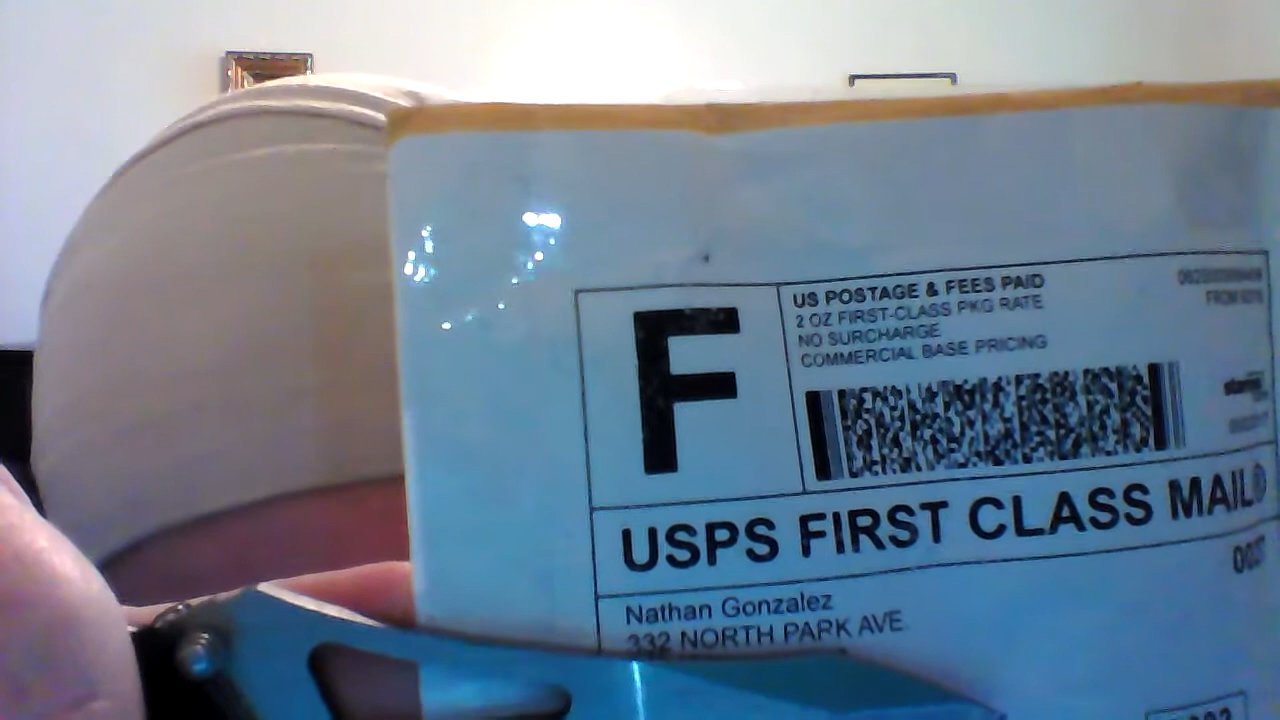 F
US POSTAGE & FEES PAID
2 OZ FIRST-CLASS PKG RATE
NO SURCHARGE
COMMERCIAL BASE PRICING
FROM
USPS FIRST CLASS MAIL®
Nathan Gonzalez
332 NORTH PARK AVE